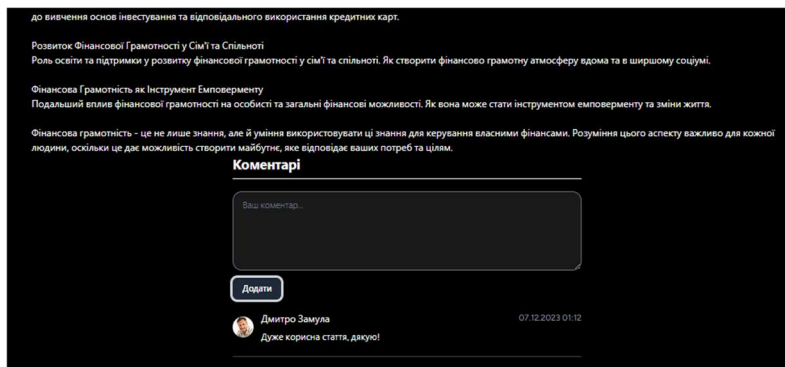 до вивчення основ інвестування та відповідального використання кредитних карт.
Розвиток Фінансової Грамотності у Сім'ї та Спільноті
Роль освіти та підтримки у розвитку фінансової грамотності у сім'ї та спільноті. Як створити фінансово грамотну атмосферу вдома та в ширшому соціумі.
Фінансова Грамотність як Інструмент Емповерменту
Подальший вплив фінансової грамотності на особисті та загальні фінансові можливості. Як вона може стати інструментом емповерменту та зміни життя.
Фінансова грамотність - це не лише знання, але й уміння використовувати ці знання для керування власними фінансами. Розуміння цього аспекту важливо для кожної
людини, оскільки це дає можливість створити майбутнє, яке відповідає ваших потреб та цілям.
Коментарі
Ваш коментар...
Додати
Дмитро Замула 07.12.2023 01:12
Дуже корисна стаття, дякую!